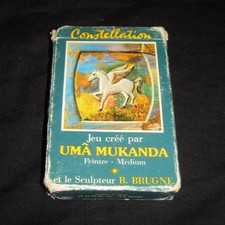 Constellation
Jeu créé par
UMÂ MUKANDA
Peintre - Médium
et le Sculpteur B. BRUGNE